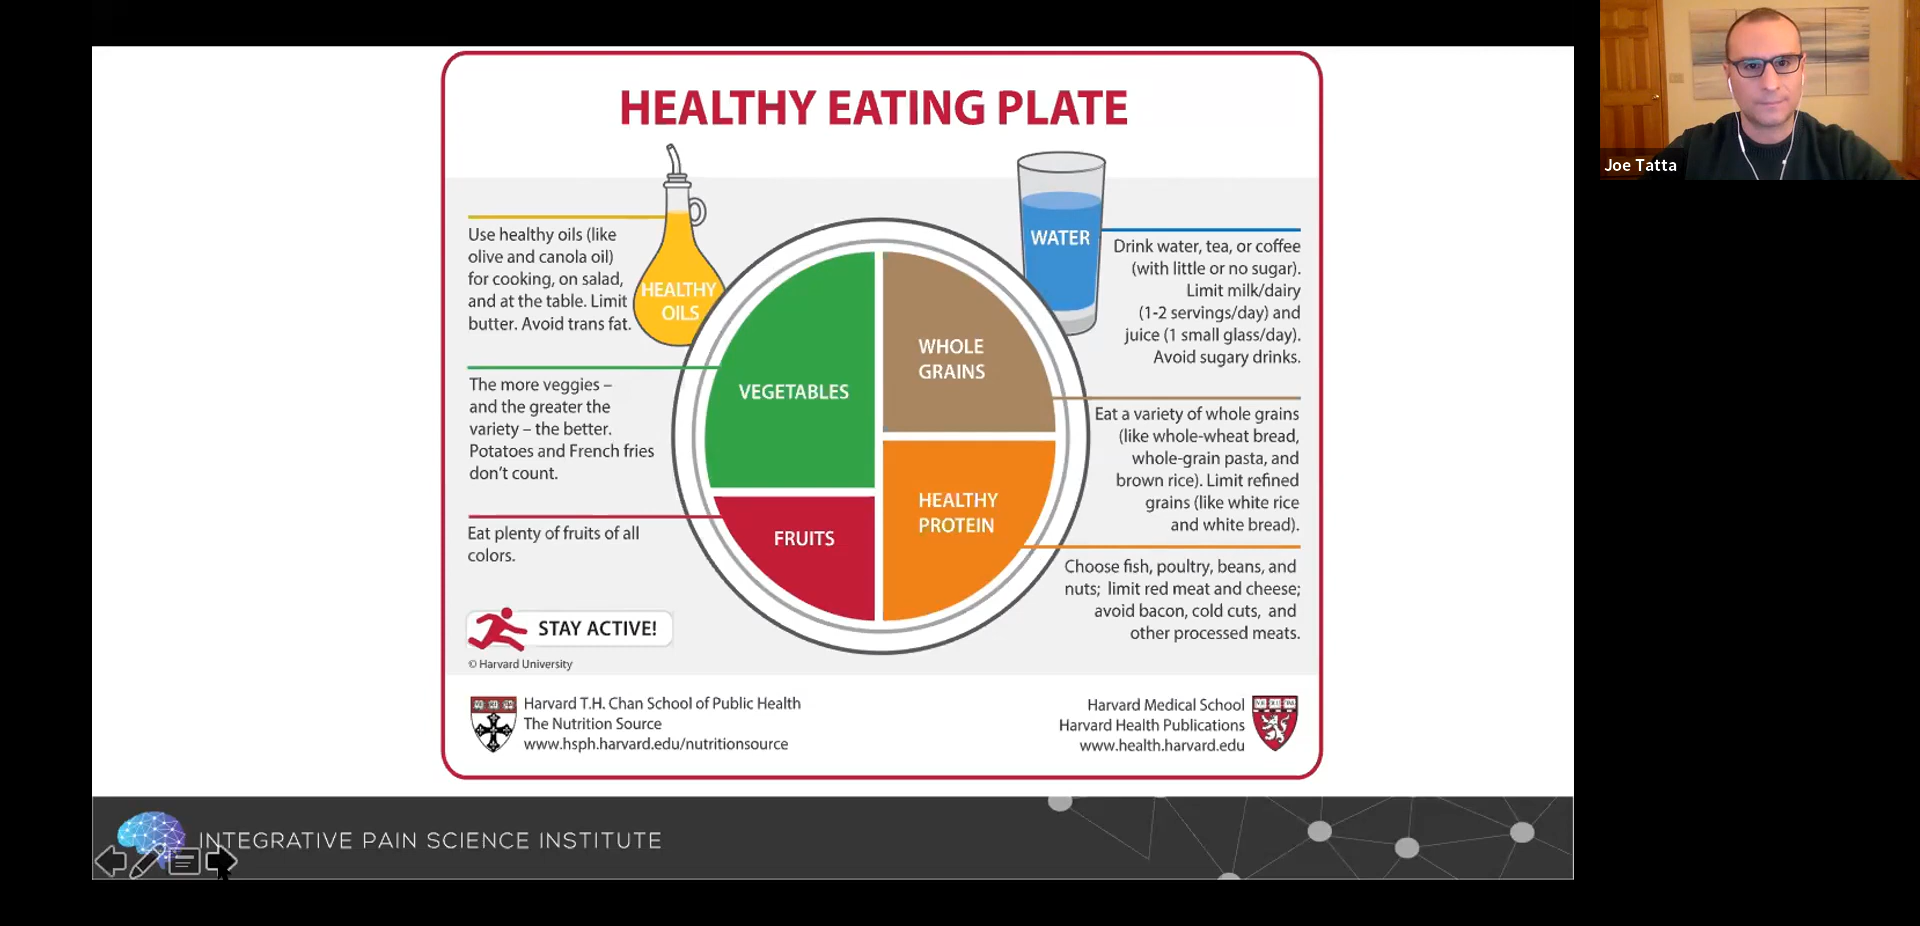 HEALTHY EATING PLATE
Use healthy oils (like
olive and canola oil)
for cooking, on salad,
and at the table. Limit
butter. Avoid trans fat.
HEALTHY
OILS
The more veggies –
and the greater the
variety – the better.
Potatoes and French fries
don't count.
Eat plenty of fruits of all
colors.
STAY ACTIVE!
© Harvard University
VEGETABLES
FRUITS
WHOLE
GRAINS
HEALTHY
PROTEIN
WATER
Drink water, tea, or coffee
(with little or no sugar).
Limit milk/dairy
(1-2 servings/day) and
juice (1 small glass/day).
Avoid sugary drinks.
Eat a variety of whole grains
(like whole-wheat bread,
whole-grain pasta, and
brown rice). Limit refined
grains (like white rice
and white bread).
Choose fish, poultry, beans, and
nuts; limit red meat and cheese;
avoid bacon, cold cuts, and
other processed meats.
Harvard T.H. Chan School of Public Health
The Nutrition Source
www.hsph.harvard.edu/nutritionsource
Harvard Medical School
Harvard Health Publications
www.health.harvard.edu
INTEGRATIVE PAIN SCIENCE INSTITUTE
Joe Tatta